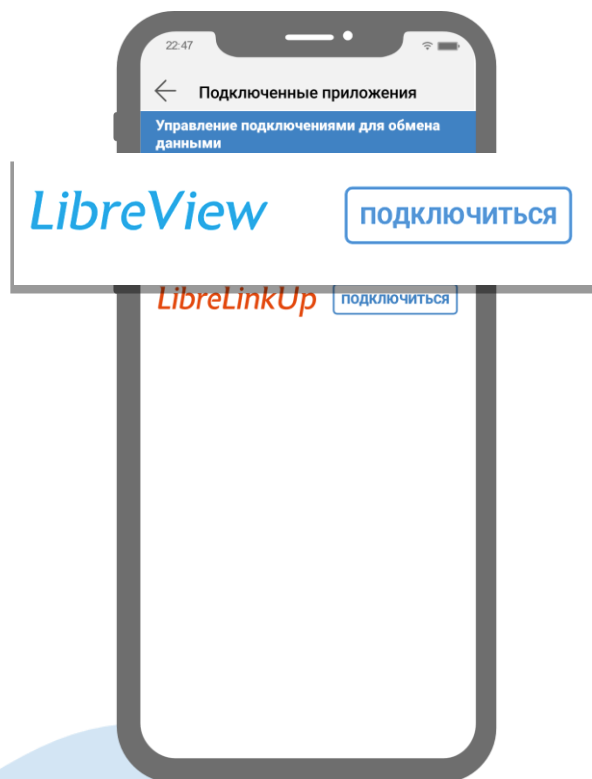 22:47
Подключенные приложения
Управление подключениями для обмена
данными
LibreView ПОДКЛЮЧИТЬСЯ
LibreLinkUp ПОДКЛЮЧИТЬСЯ